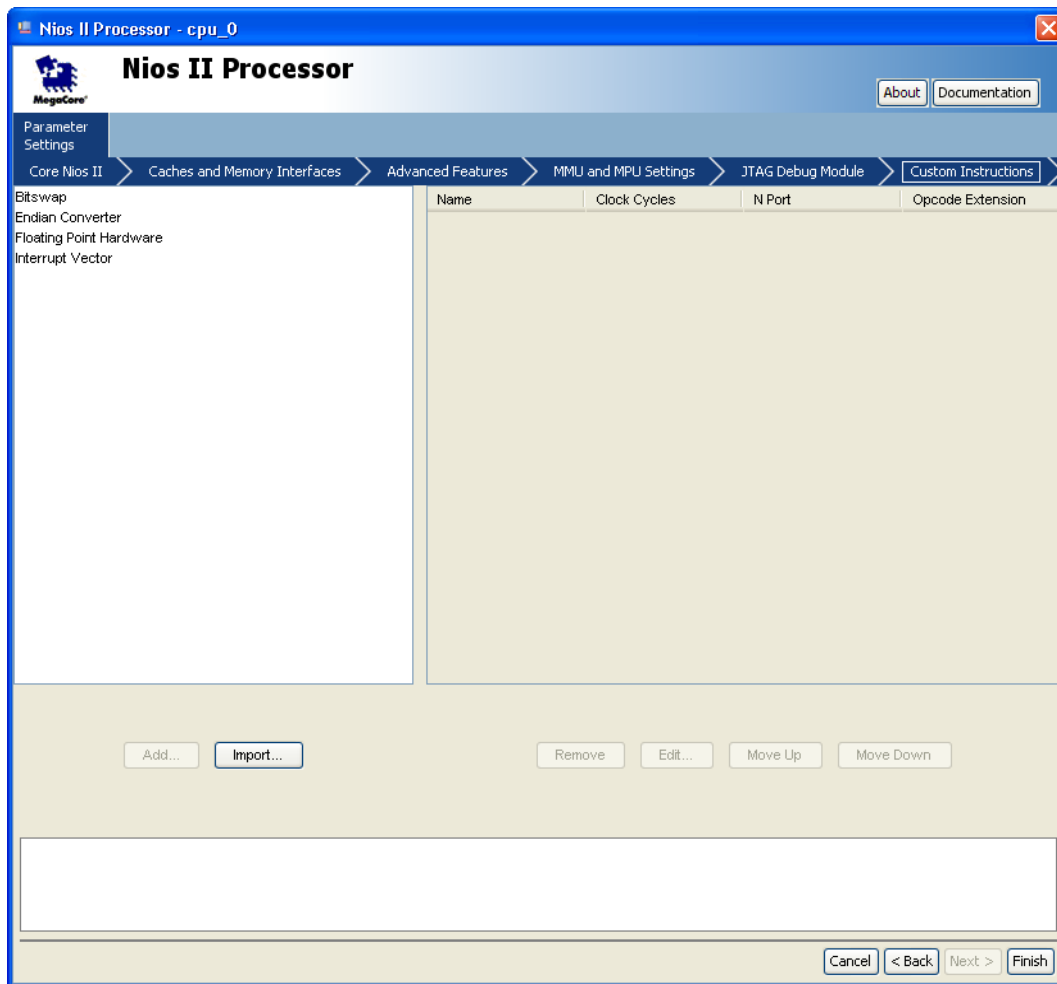 Nios II Processor - cpu_0
MegaCore®
Nios II Processor
About Documentation
Parameter
Settings
Core Nios II Caches and Memory Interfaces Advanced Features MMU and MPU Settings JTAG Debug Module Custom Instructions
Bitswap
Endian Converter
Floating Point Hardware
Interrupt Vector
Name Clock Cycles N Port Opcode Extension
Add... Import... Remove Edit... Move Up Move Down
Cancel < Back Next > Finish